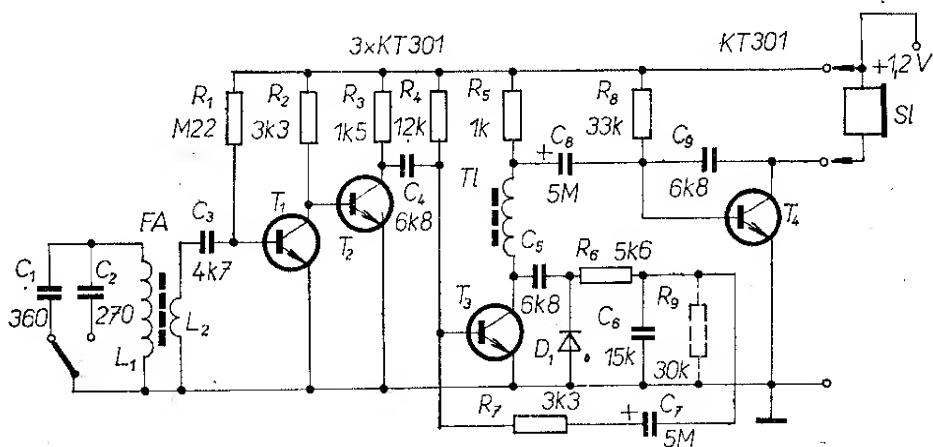 3xKT301
KT301
+1,2V
R1
M22
R2
3k3
R3
1k5
R4
12k
R5
1k
R8
33k
Sl
C8
+
5M
C9
6k8
Tl
C4
6k8
T1
T2
T4
FA
C3
4k7
C5
6k8
R6
5k6
C1
360
C2
270
L1
L2
T3
D1
C6
15k
R9
30k
R7
3k3
+
C7
5M